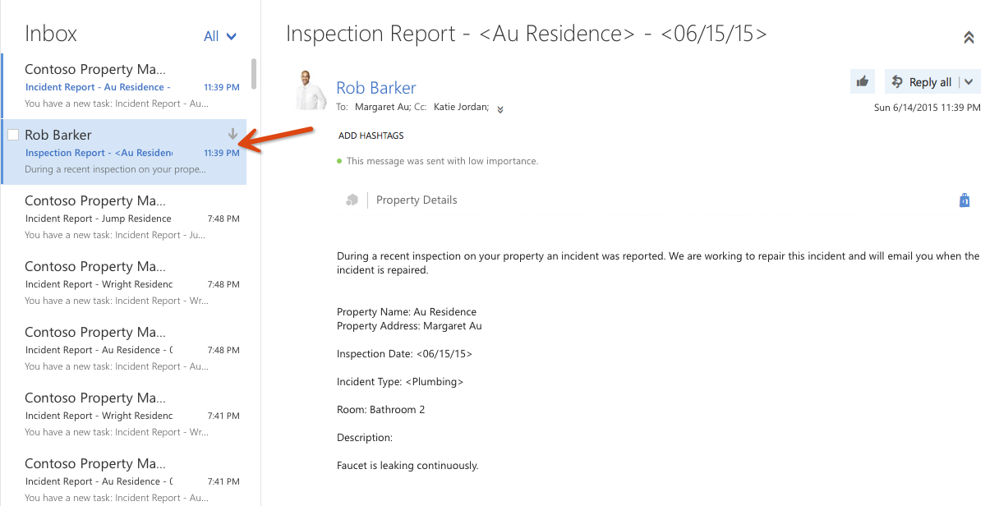 Inbox
All
Contoso Property Ma...
Incident Report - Au Residence -
11:39 PM
You have a new task: Incident Report - Au...
Rob Barker
Inspection Report - <Au Residen
11:39 PM
During a recent inspection on your prope...
Contoso Property Ma...
Incident Report - Jump Residence
7:48 PM
You have a new task: Incident Report - Ju...
Contoso Property Ma...
Incident Report - Wright Residenc
7:48 PM
You have a new task: Incident Report - Wr...
Contoso Property Ma...
Incident Report - Au Residence - 0
7:48 PM
You have a new task: Incident Report - Au...
Contoso Property Ma...
Incident Report - Wright Residenc
7:41 PM
You have a new task: Incident Report - Wr...
Contoso Property Ma...
Incident Report - Au Residence - 0
7:41 PM
You have a new task: Incident Report - Au...
Inspection Report - <Au Residence> - <06/15/15>
Rob Barker
To: Margaret Au; Cc: Katie Jordan;
Reply all
Sun 6/14/2015 11:39 PM
ADD HASHTAGS
This message was sent with low importance.
Property Details
During a recent inspection on your property an incident was reported. We are working to repair this incident and will email you when the
incident is repaired.
Property Name: Au Residence
Property Address: Margaret Au
Inspection Date: <06/15/15>
Incident Type: <Plumbing>
Room: Bathroom 2
Description:
Faucet is leaking continuously.